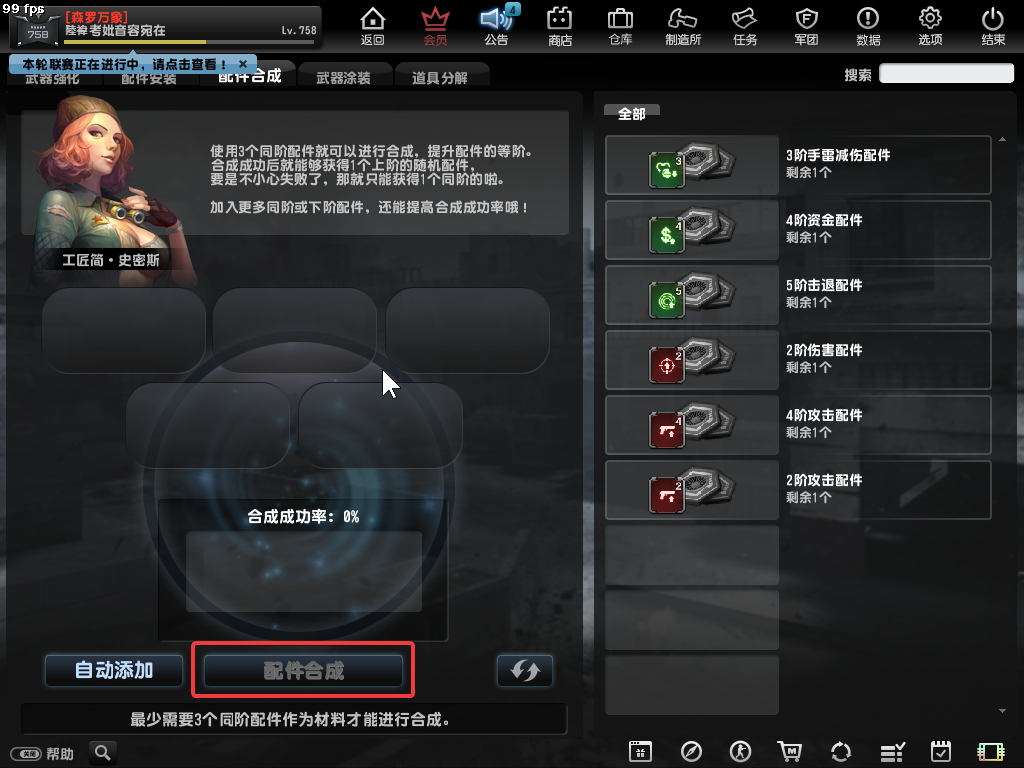 99 fps
758
[森罗万象]
陸褘老妣音容宛在
Lv. 758
返回
会员
4
公告
商店
仓库
制造所
任务
军团
数据
选项
结束
本轮联赛正在进行中，请点击查看！ ×
武器强化
配件安装
配件合成
武器涂装
道具分解
搜索
使用3个同阶配件就可以进行合成，提升配件的等阶。
合成成功后就能够获得1个上阶的随机配件，
要是不小心失败了，那就只能获得1个同阶的啦。
加入更多同阶或下阶配件，还能提高合成成功率哦！
工匠简·史密斯
合成成功率：0%
自动添加
配件合成
最少需要3个同阶配件作为材料才能进行合成。
帮助
全部
3
3阶手雷减伤配件
剩余1个
4
4阶资金配件
剩余1个
5
5阶击退配件
剩余1个
2
2阶伤害配件
剩余1个
4
4阶攻击配件
剩余1个
2
2阶攻击配件
剩余1个